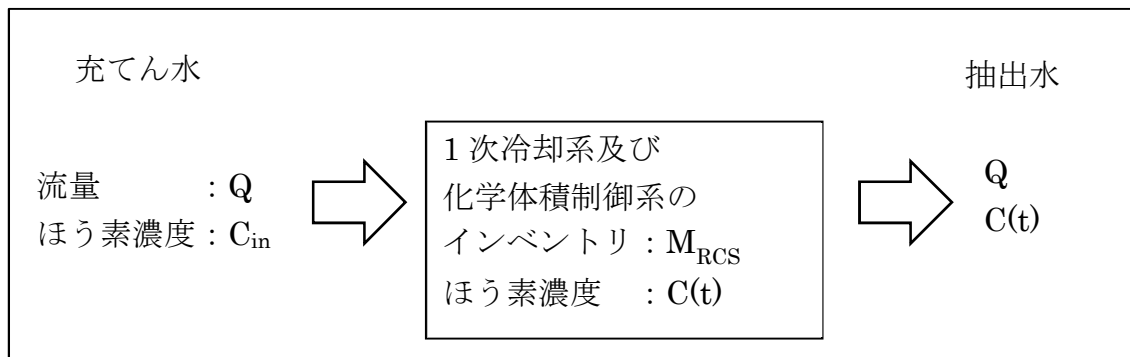 充てん水
流量　　　：Q
ほう素濃度：C_in
1 次冷却系及び
化学体積制御系の
インベントリ：M_RCS
ほう素濃度　：C(t)
抽出水
Q
C(t)